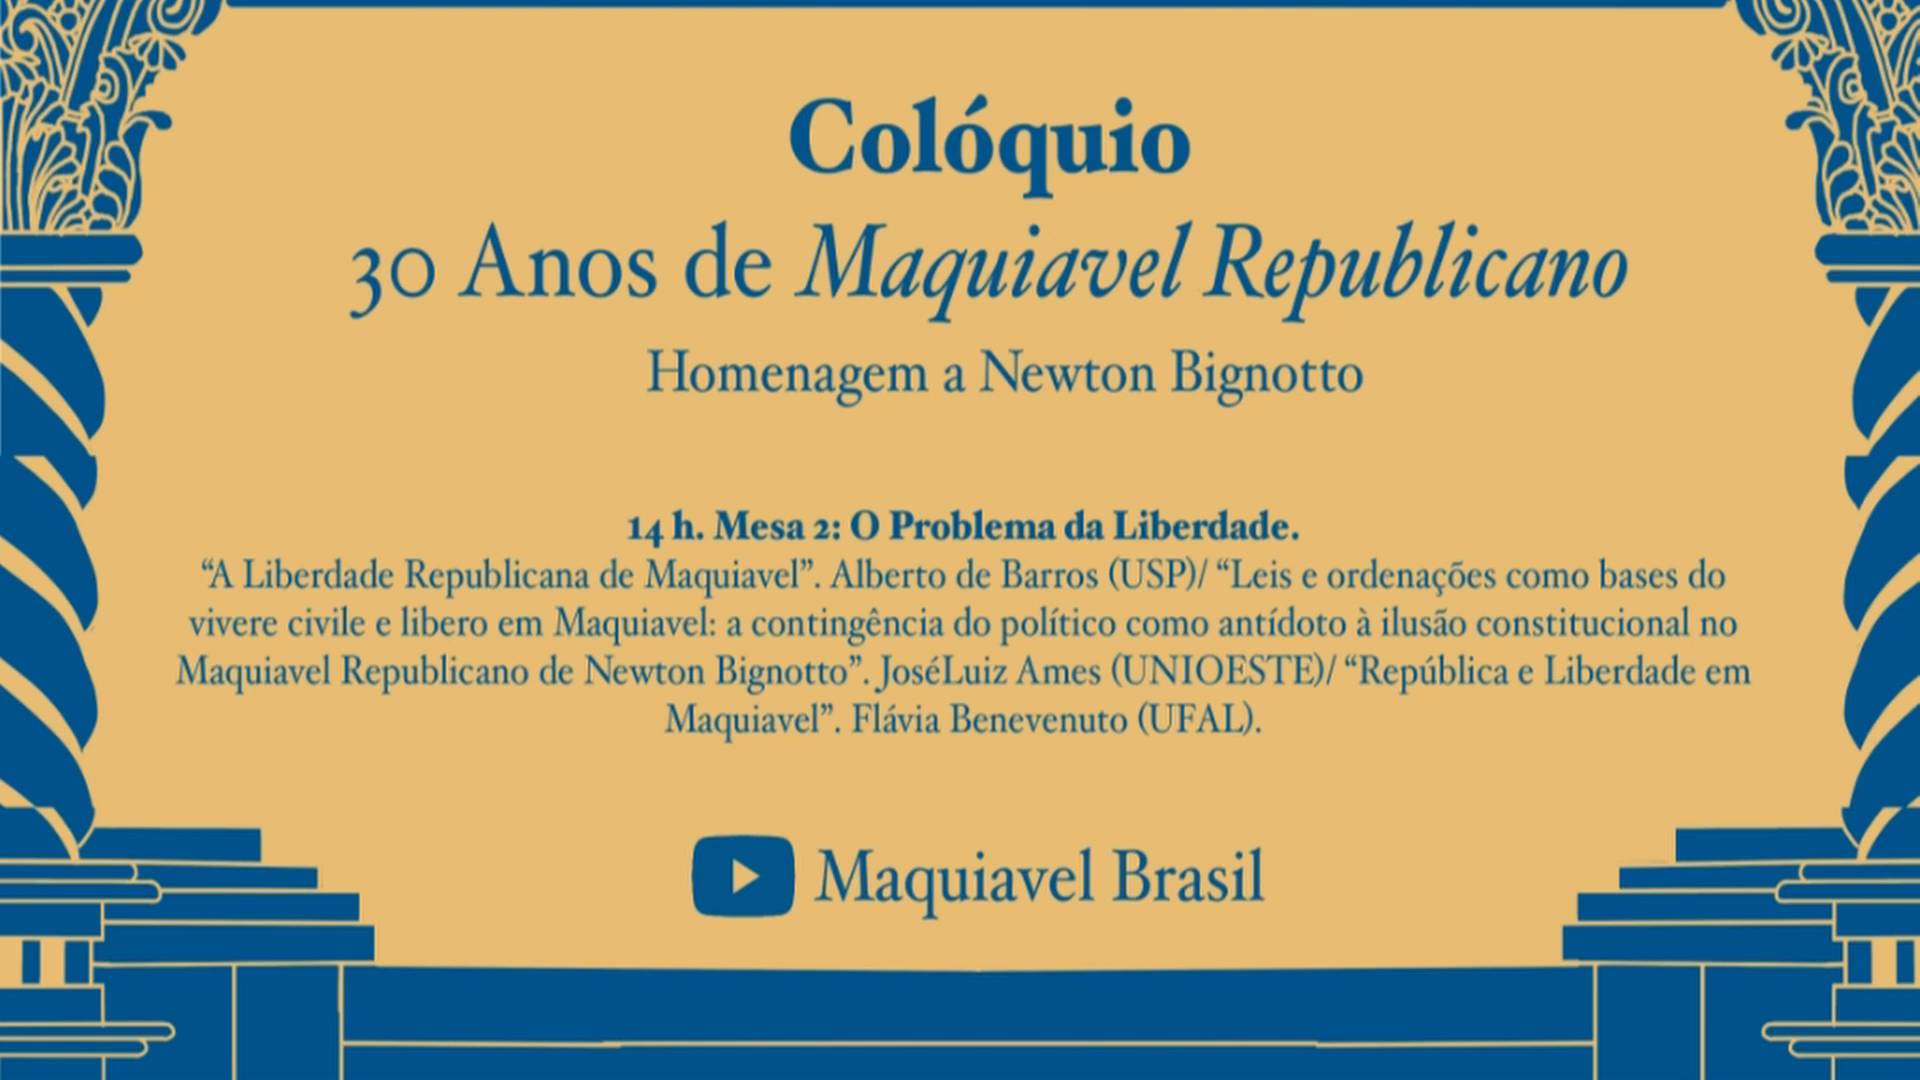 Colóquio
30 Anos de Maquiavel Republicano
Homenagem a Newton Bignotto
14 h. Mesa 2: O Problema da Liberdade.
“A Liberdade Republicana de Maquiavel”. Alberto de Barros (USP)/ “Leis e ordenações como bases do
vivere civile e libero em Maquiavel: a contingência do político como antídoto à ilusão constitucional no
Maquiavel Republicano de Newton Bignotto”. JoséLuiz Ames (UNIOESTE)/ “República e Liberdade em
Maquiavel”. Flávia Benevenuto (UFAL).
Maquiavel Brasil